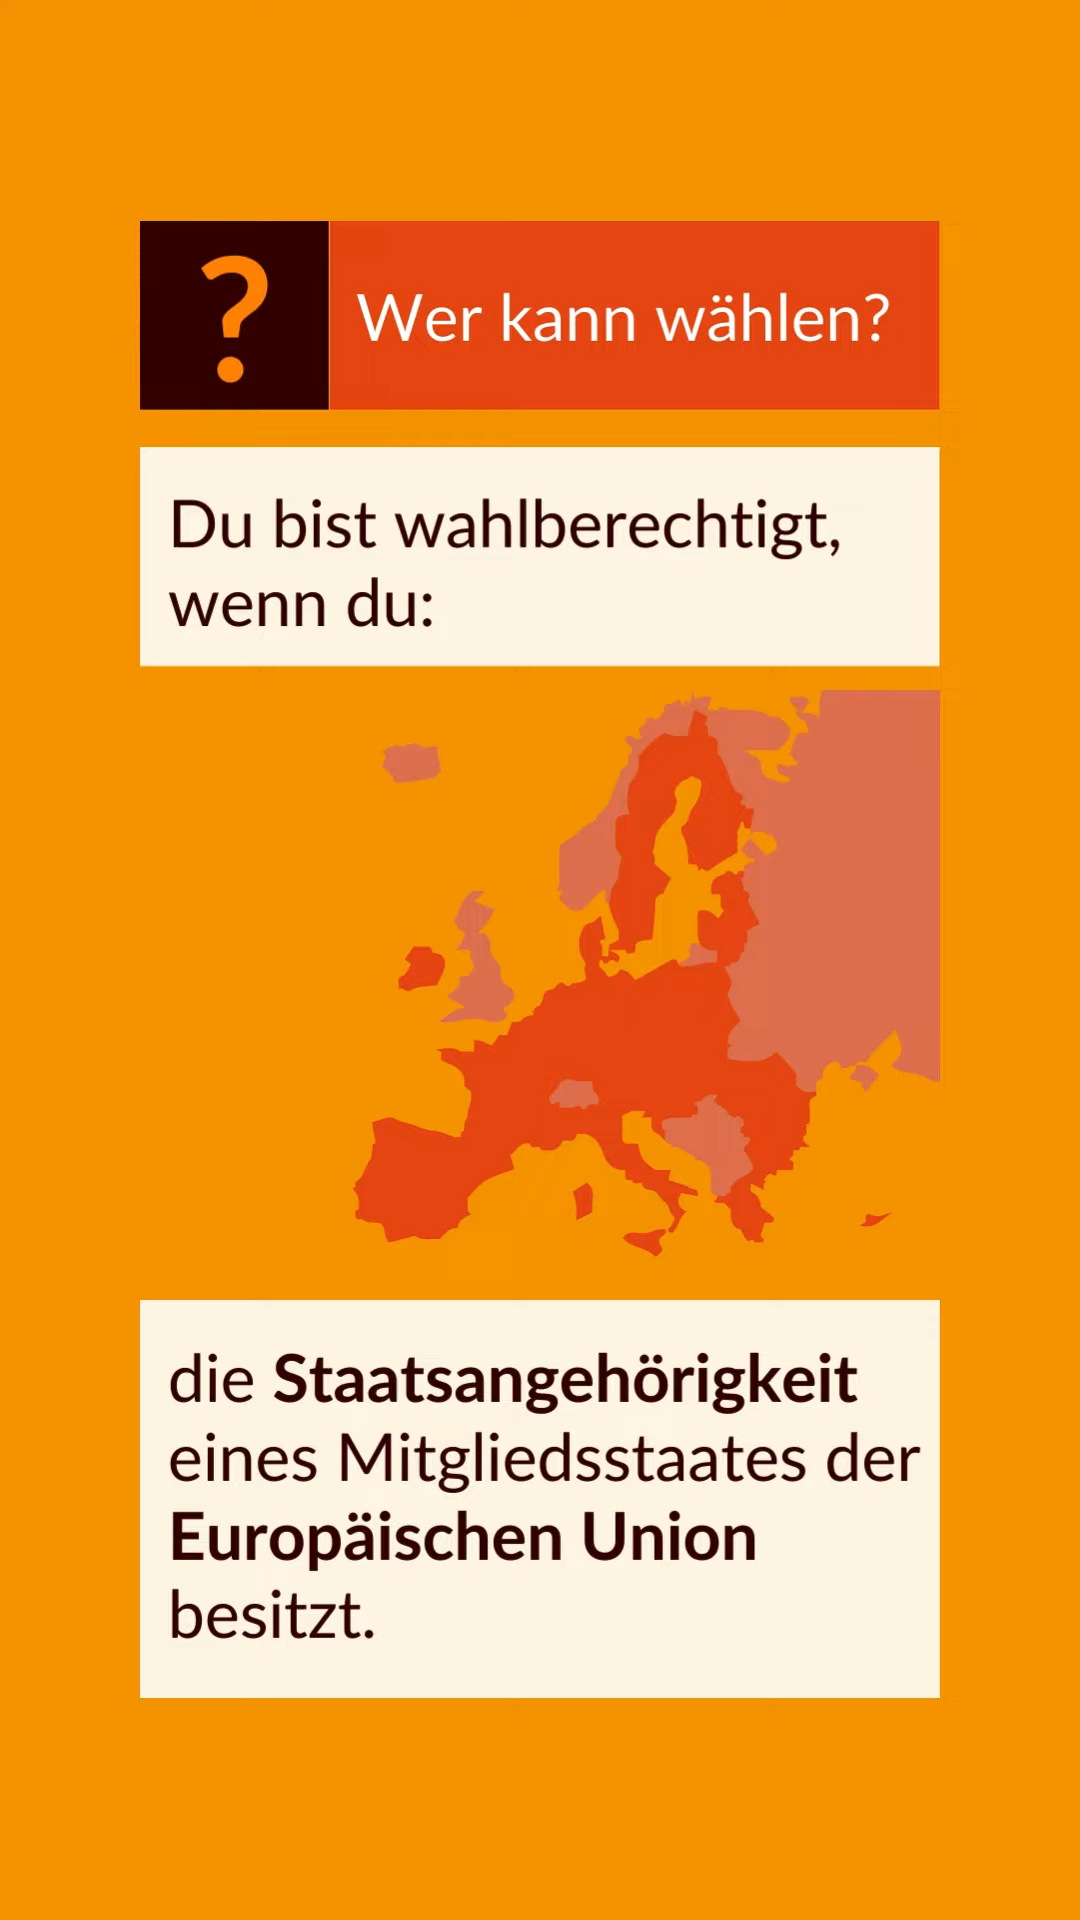 ?
Wer kann wählen?
Du bist wahlberechtigt,
wenn du:
die Staatsangehörigkeit
eines Mitgliedsstaates der
Europäischen Union
besitzt.